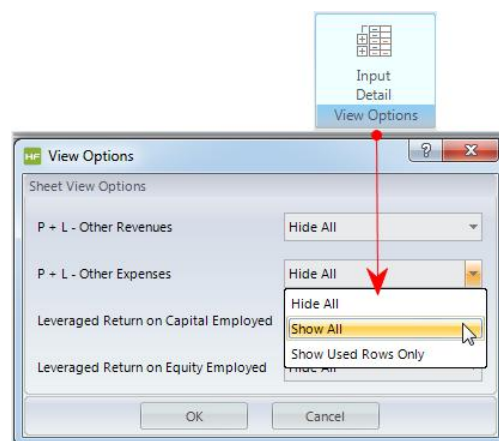 Input
Detail
View Options
HF View Options
?
Sheet View Options
P + L - Other Revenues Hide All
P + L - Other Expenses Hide All
Hide All
Leveraged Return on Capital Employed Show All
Show Used Rows Only
Leveraged Return on Equity Employed Hide All
OK Cancel